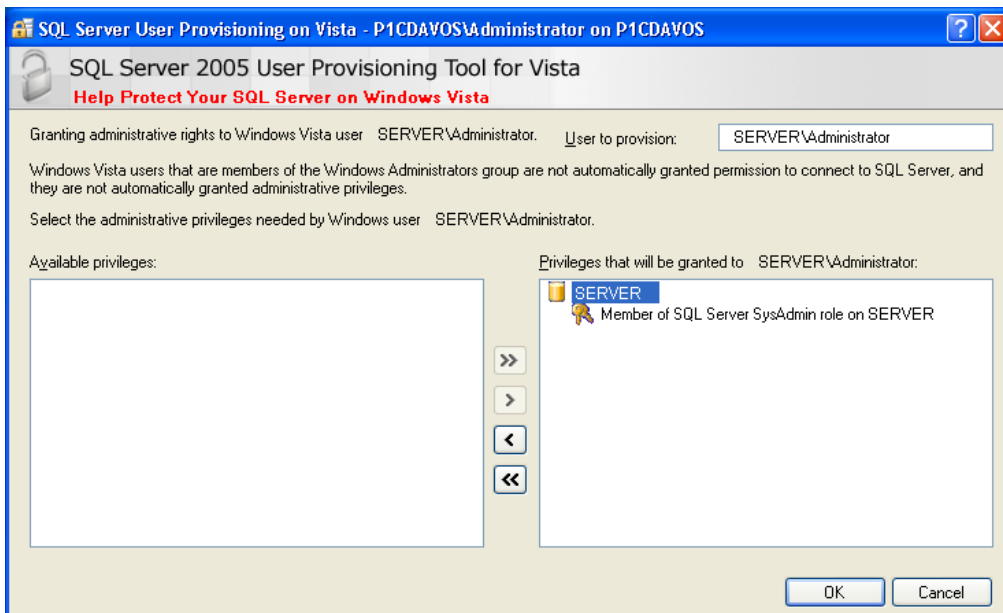 SQL Server User Provisioning on Vista - P1CDAVOS\Administrator on P1CDAVOS
SQL Server 2005 User Provisioning Tool for Vista
Help Protect Your SQL Server on Windows Vista
Granting administrative rights to Windows Vista user SERVER\Administrator.
User to provision:
SERVER\Administrator
Windows Vista users that are members of the Windows Administrators group are not automatically granted permission to connect to SQL Server, and
they are not automatically granted administrative privileges.
Select the administrative privileges needed by Windows user SERVER\Administrator.
Available privileges:
Privileges that will be granted to SERVER\Administrator:
SERVER
Member of SQL Server SysAdmin role on SERVER
>>
>
<
<<
OK
Cancel